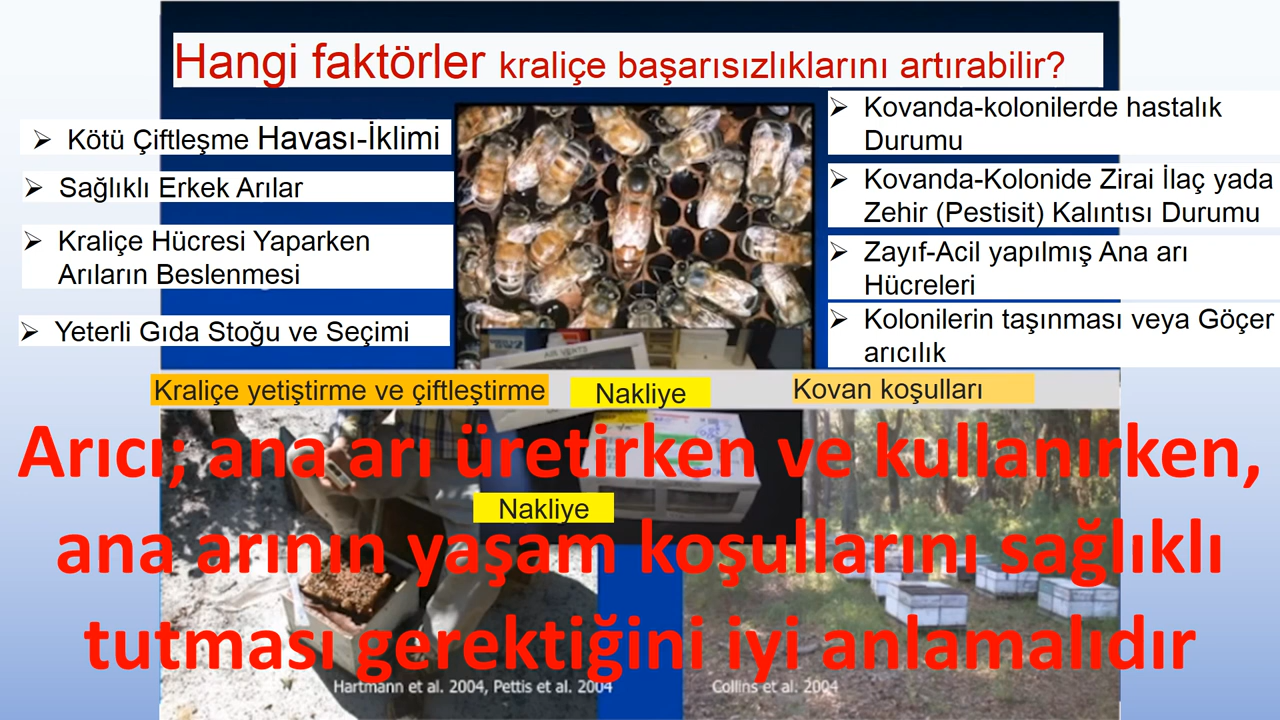 Hangi faktörler kraliçe başarısızlıklarını artırabilir?
➢ Kötü Çiftleşme Havası-İklimi
➢ Sağlıklı Erkek Arılar
➢ Kraliçe Hücresi Yaparken
Arıların Beslenmesi
➢ Yeterli Gıda Stoğu ve Seçimi
➢ Kovanda-kolonilerde hastalık
Durumu
➢ Kovanda-Kolonide Zirai İlaç yada
Zehir (Pestisit) Kalıntısı Durumu
➢ Zayıf-Acil yapılmış Ana arı
Hücreleri
➢ Kolonilerin taşınması veya Göçer
arıcılık
AIR VENTS
Kraliçe yetiştirme ve çiftleştirme
Nakliye
Kovan koşulları
Arıcı; ana arı üretirken ve kullanırken,
Nakliye
ana arının yaşam koşullarını sağlıklı
tutması gerektiğini iyi anlamalıdır
Hartmann et al. 2004, Pettis et al. 2004
Collins et al. 2004